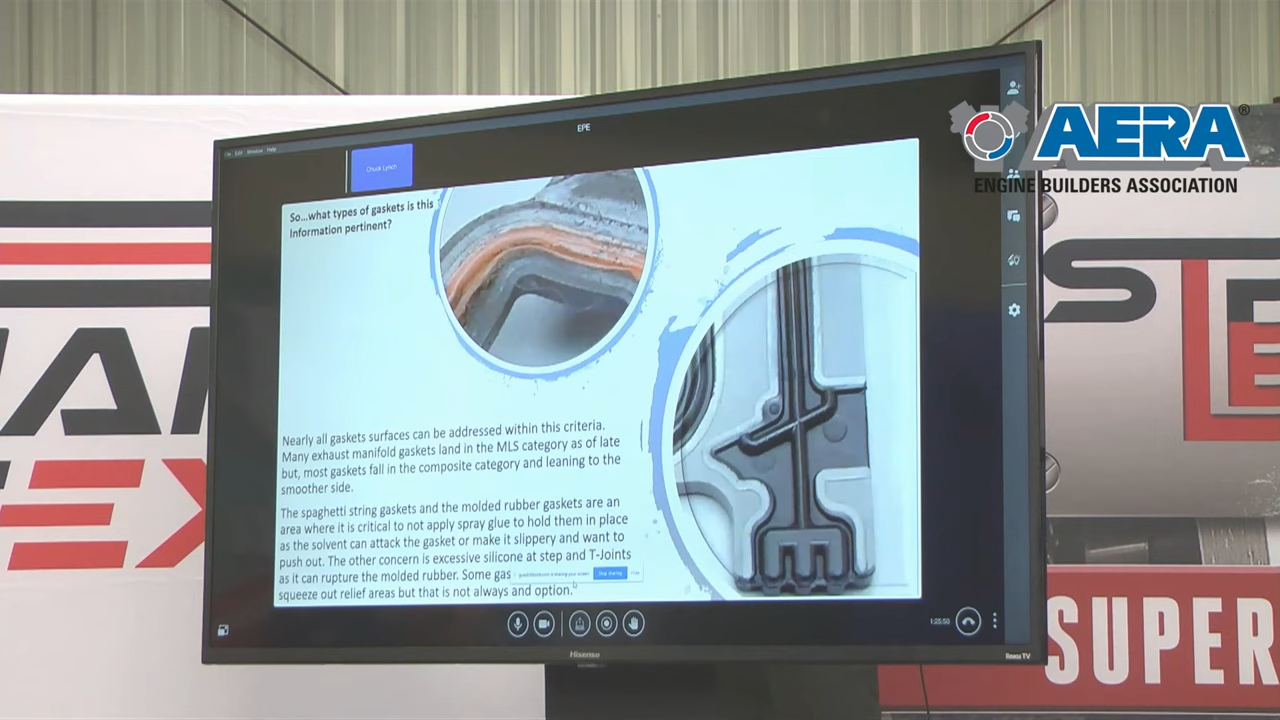 AERA®
ENGINE BUILDERS ASSOCIATION
File Edit Window Help
EPE
Chuck Lynch
So...what types of gaskets is this
Information pertinent?
Nearly all gaskets surfaces can be addressed within this criteria.
Many exhaust manifold gaskets land in the MLS category as of late
but, most gaskets fall in the composite category and leaning to the
smoother side.
The spaghetti string gaskets and the molded rubber gaskets are an
area where it is critical to not apply spray glue to hold them in place
as the solvent can attack the gasket or make it slippery and want to
push out. The other concern is excessive silicone at step and T-Joints
as it can rupture the molded rubber. Some gas
Stop sharing
Hide
squeeze out relief areas but that is not always and option.
1:25:50
Hisense
Roku TV
EX
S
E
SUPER